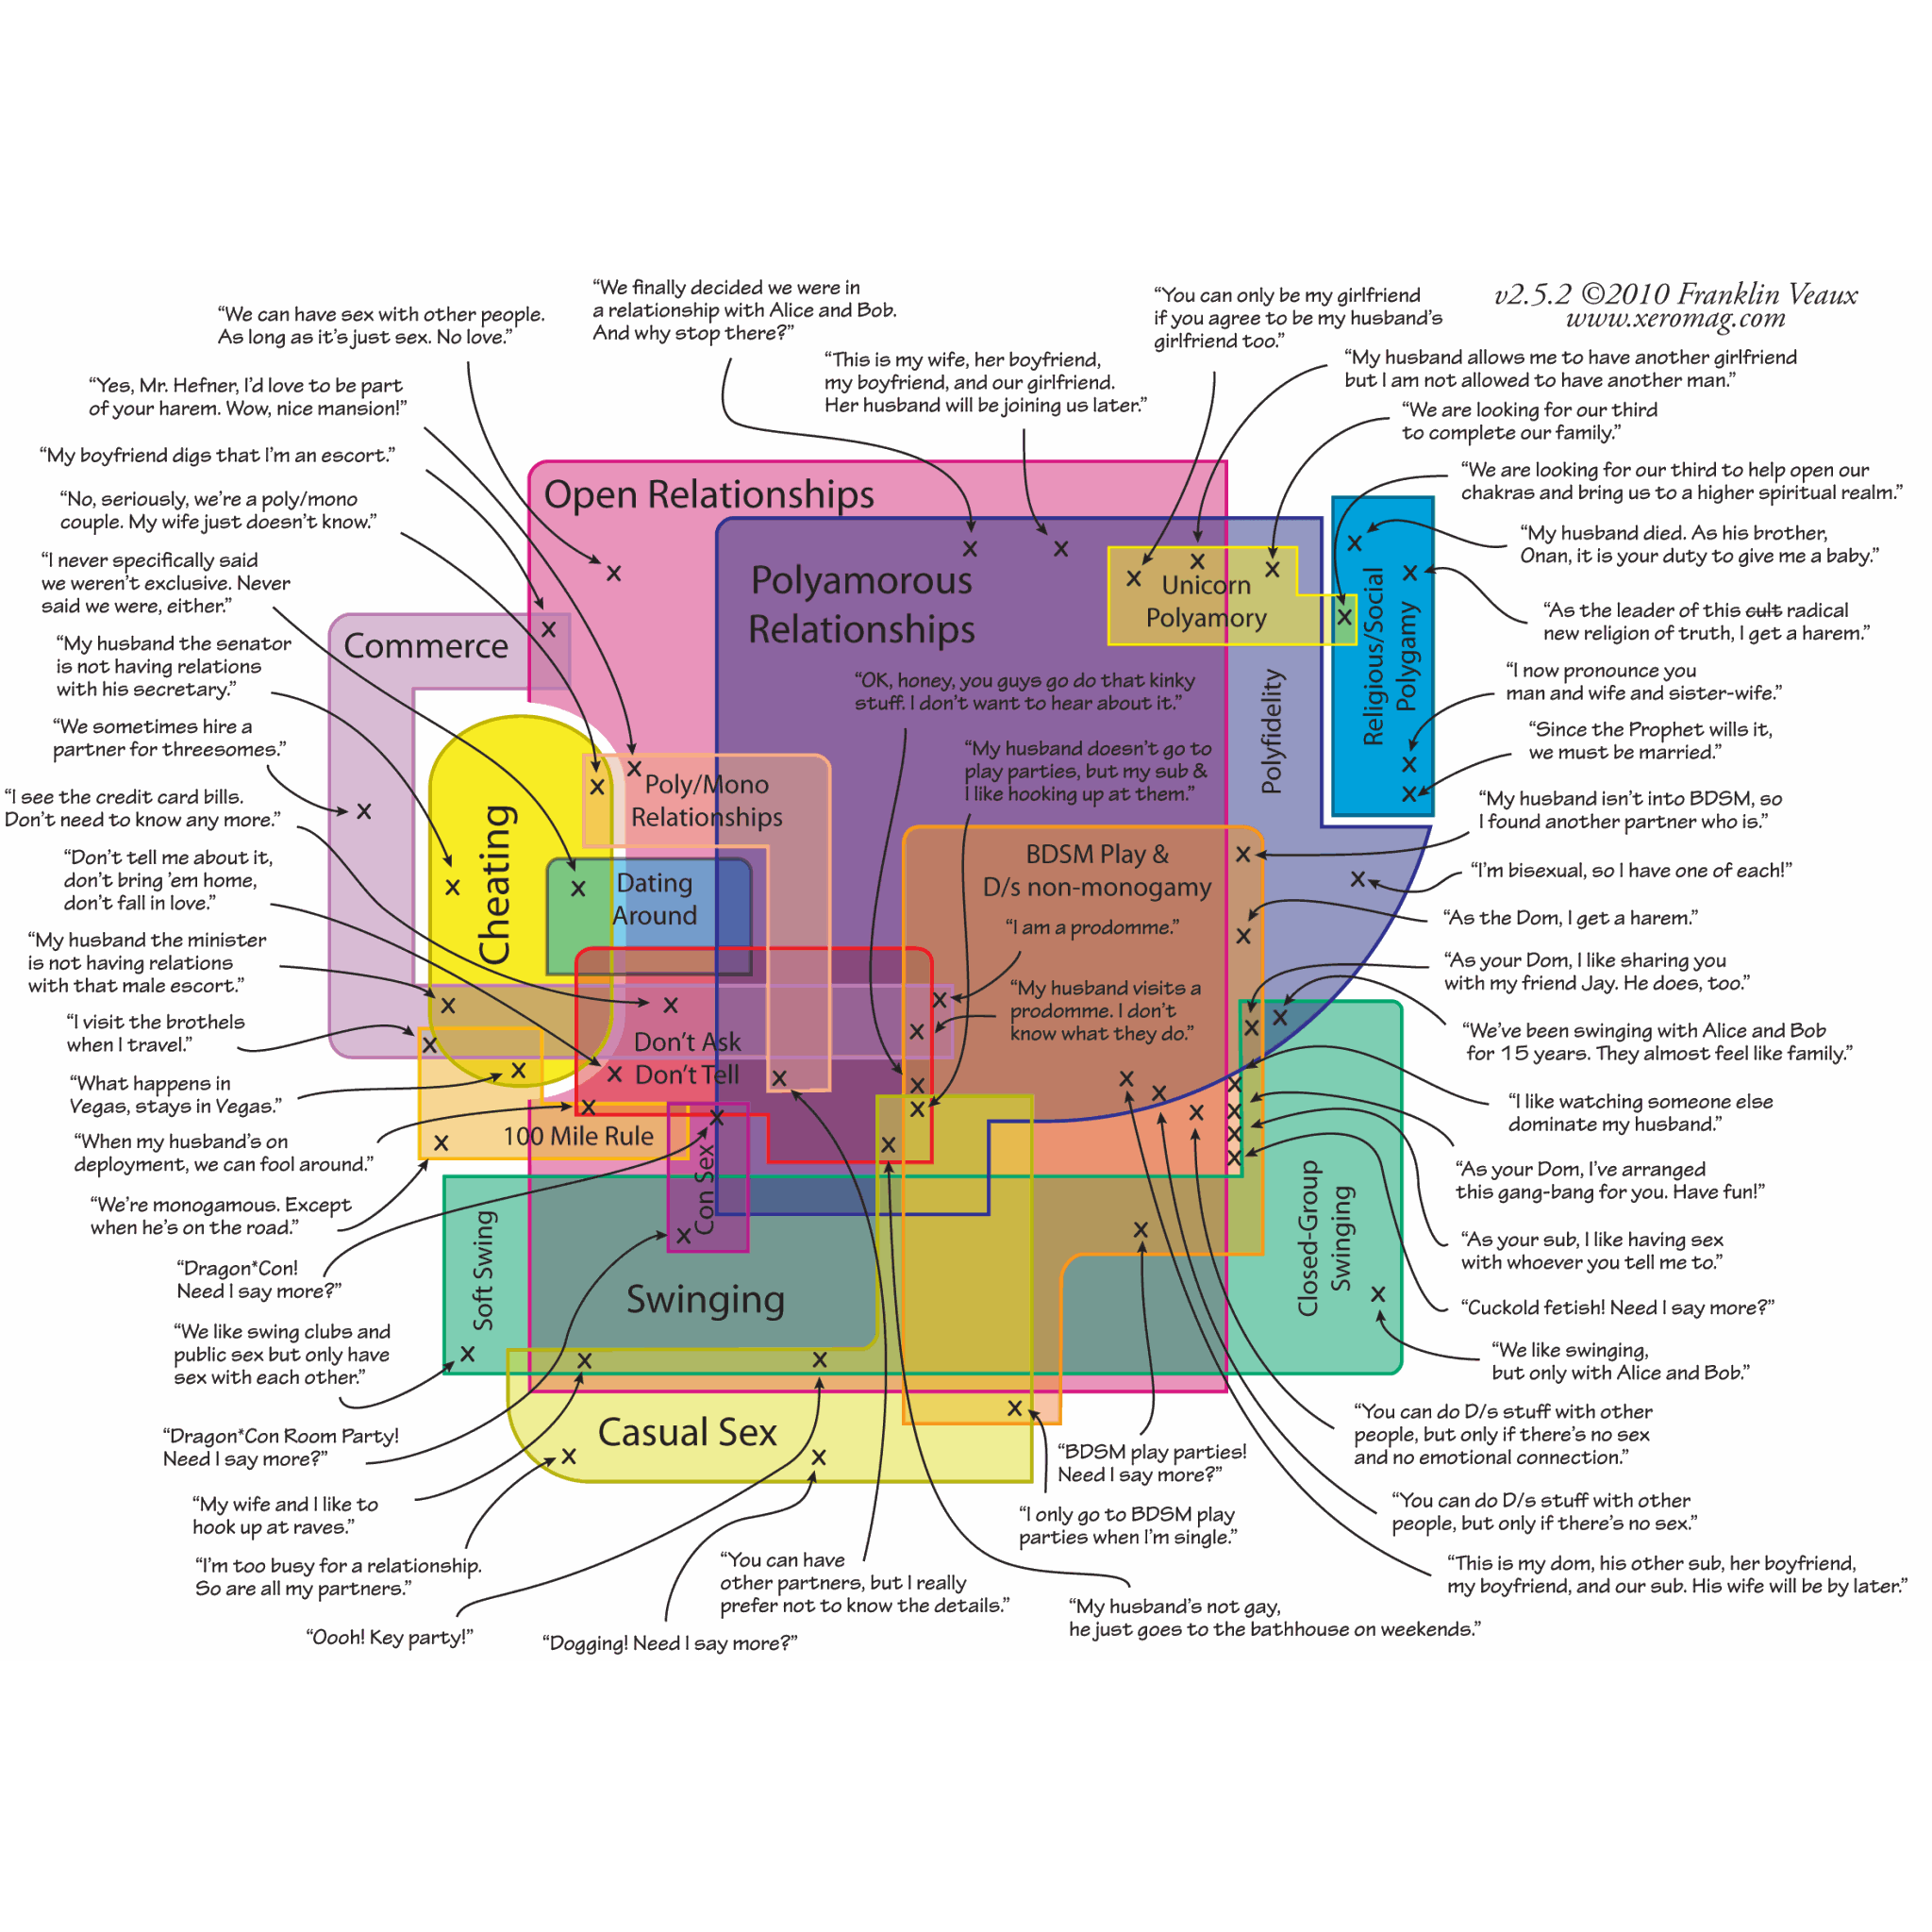 v2.5.2 ©2010 Franklin Veaux
www.xeromag.com
“We can have sex with other people.
As long as it’s just sex. No love.”
“We finally decided we were in
a relationship with Alice and Bob.
And why stop there?”
“This is my wife, her boyfriend,
my boyfriend, and our girlfriend.
Her husband will be joining us later.”
“You can only be my girlfriend
if you agree to be my husband’s
girlfriend too.”
“My husband allows me to have another girlfriend
but I am not allowed to have another man.”
“We are looking for our third
to complete our family.”
“We are looking for our third to help open our
chakras and bring us to a higher spiritual realm.”
“My husband died. As his brother,
Onan, it is your duty to give me a baby.”
“As the leader of this cult radical
new religion of truth, I get a harem.”
“I now pronounce you
man and wife and sister-wife.”
“Since the Prophet wills it,
we must be married.”
“My husband isn’t into BDSM, so
I found another partner who is.”
“I’m bisexual, so I have one of each!”
“As the Dom, I get a harem.”
“As your Dom, I like sharing you
with my friend Jay. He does, too.”
“We’ve been swinging with Alice and Bob
for 15 years. They almost feel like family.”
“I like watching someone else
dominate my husband.”
“As your Dom, I’ve arranged
this gang-bang for you. Have fun!”
“As your sub, I like having sex
with whoever you tell me to.”
“Cuckold fetish! Need I say more?”
“We like swinging,
but only with Alice and Bob.”
“You can do D/s stuff with other
people, but only if there’s no sex
and no emotional connection.”
“You can do D/s stuff with other
people, but only if there’s no sex.”
“This is my dom, his other sub, her boyfriend,
my boyfriend, and our sub. His wife will be by later.”
“Yes, Mr. Hefner, I’d love to be part
of your harem. Wow, nice mansion!”
“My boyfriend digs that I’m an escort.”
“No, seriously, we’re a poly/mono
couple. My wife just doesn’t know.”
“I never specifically said
we weren’t exclusive. Never
said we were, either.”
“My husband the senator
is not having relations
with his secretary.”
“We sometimes hire a
partner for threesomes.”
“I see the credit card bills.
Don’t need to know any more.”
“Don’t tell me about it,
don’t bring ’em home,
don’t fall in love.”
“My husband the minister
is not having relations
with that male escort.”
“I visit the brothels
when I travel.”
“What happens in
Vegas, stays in Vegas.”
“When my husband’s on
deployment, we can fool around.”
“We’re monogamous. Except
when he’s on the road.”
“Dragon*Con!
Need I say more?”
“We like swing clubs and
public sex but only have
sex with each other.”
“Dragon*Con Room Party!
Need I say more?”
“My wife and I like to
hook up at raves.”
“I’m too busy for a relationship.
So are all my partners.”
“Oooh! Key party!”
“Dogging! Need I say more?”
“You can have
other partners, but I really
prefer not to know the details.”
“My husband’s not gay,
he just goes to the bathhouse on weekends.”
“I only go to BDSM play
parties when I’m single.”
“BDSM play parties!
Need I say more?”
Open Relationships
Polyamorous
Relationships
Unicorn
Polyamory
Religious/Social
Polygamy
Polyfidelity
Commerce
Cheating
Poly/Mono
Relationships
Dating
Around
“OK, honey, you guys go do that kinky
stuff. I don’t want to hear about it.”
“My husband doesn’t go to
play parties, but my sub &
I like hooking up at them.”
BDSM Play &
D/s non-monogamy
“I am a prodomme.”
“My husband visits a
prodomme. I don’t
know what they do.”
Don’t Ask
Don’t Tell
100 Mile Rule
Con Sex
Soft Swing
Swinging
Closed-Group
Swinging
Casual Sex